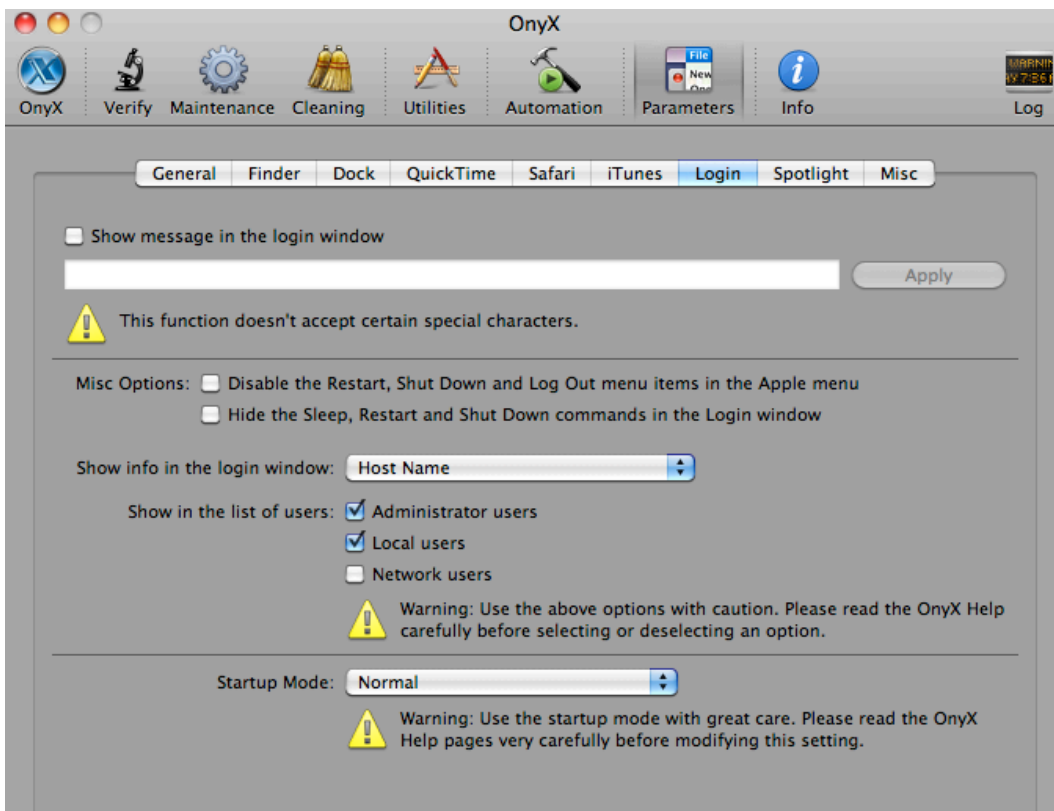 OnyX
OnyX Verify Maintenance Cleaning Utilities Automation Parameters Info Log
File
New
General Finder Dock QuickTime Safari iTunes Login Spotlight Misc
Show message in the login window
Apply
This function doesn't accept certain special characters.
Misc Options: Disable the Restart, Shut Down and Log Out menu items in the Apple menu
Hide the Sleep, Restart and Shut Down commands in the Login window
Show info in the login window: Host Name
Show in the list of users: Administrator users
Local users
Network users
Warning: Use the above options with caution. Please read the OnyX Help
carefully before selecting or deselecting an option.
Startup Mode: Normal
Warning: Use the startup mode with great care. Please read the OnyX
Help pages very carefully before modifying this setting.